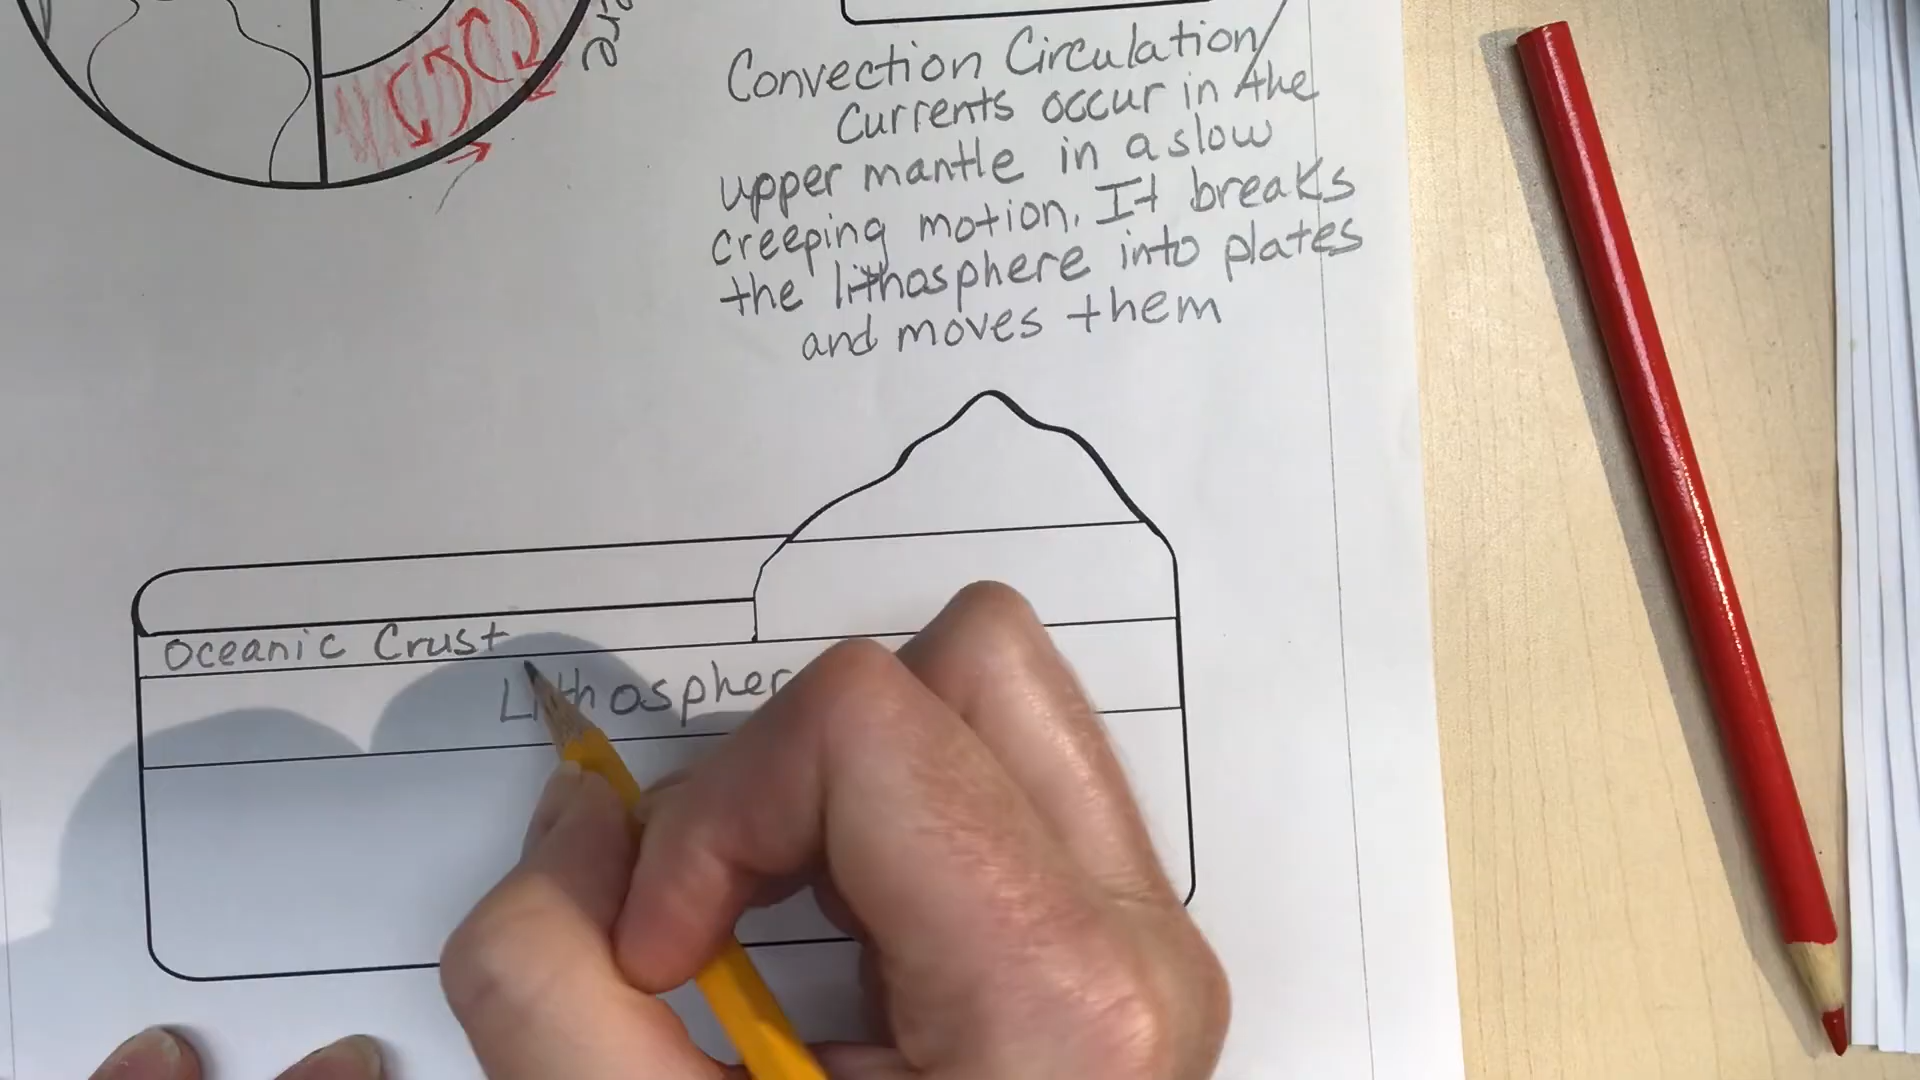 Convection Circulation/
Currents occur in the
upper mantle in a slow
creeping motion. It breaks
the lithosphere into plates
and moves them
Oceanic Crust